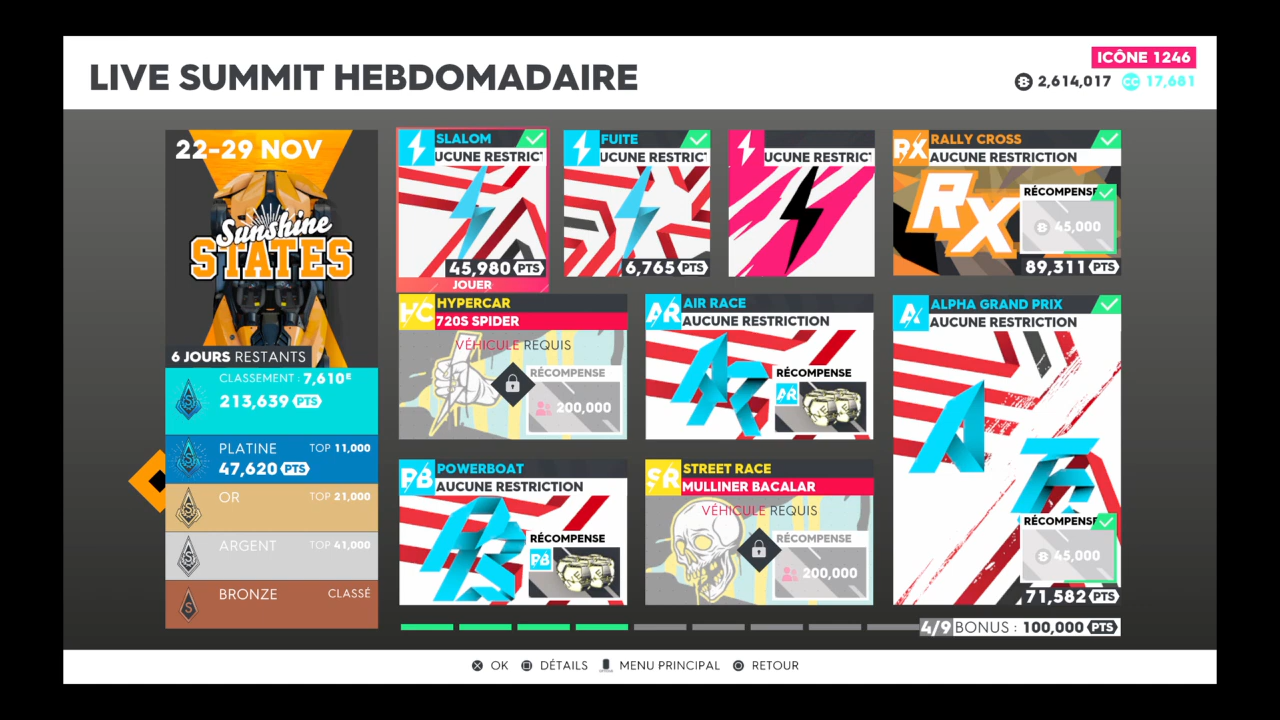 LIVE SUMMIT HEBDOMADAIRE
ICÔNE 1246
2,614,017
CC 17,681
22-29 NOV
Sunshine
STATES
6 JOURS RESTANTS
CLASSEMENT : 7,610E
213,639 PTS
PLATINE TOP 11,000
47,620 PTS
OR TOP 21,000
ARGENT TOP 41,000
BRONZE CLASSÉ
SLALOM
UCUNE RESTRIC
45,980 PTS
JOUER
FUITE
UCUNE RESTRIC
6,765 PTS
UCUNE RESTRIC
RX
RALLY CROSS
AUCUNE RESTRICTION
RX
RÉCOMPENSE
45,000
89,311 PTS
HC
HYPERCAR
720S SPIDER
VÉHICULE REQUIS
RÉCOMPENSE
200,000
AR
AIR RACE
AUCUNE RESTRICTION
AR
RÉCOMPENSE
AR
A
ALPHA GRAND PRIX
AUCUNE RESTRICTION
RÉCOMPENSE
45,000
71,582 PTS
PB
POWERBOAT
AUCUNE RESTRICTION
RÉCOMPENSE
PB
SR
STREET RACE
MULLINER BACALAR
VÉHICULE REQUIS
RÉCOMPENSE
200,000
4/9 BONUS : 100,000 PTS
OK DÉTAILS MENU PRINCIPAL RETOUR